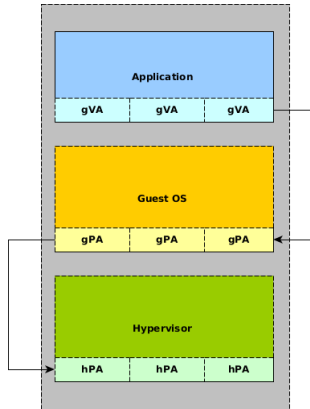 Application
gVA gVA gVA
Guest OS
gPA gPA gPA
Hypervisor
hPA hPA hPA